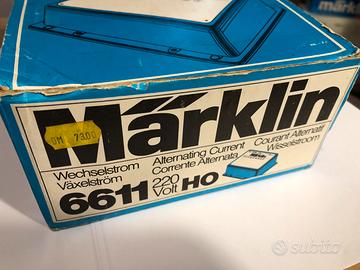 Märklin
DM 73.00
Wechselstrom
Växelström
Alternating Current
Corrente Alternata
Courant Alternatif
Wisselstroom
6611 220 Volt HO
subito